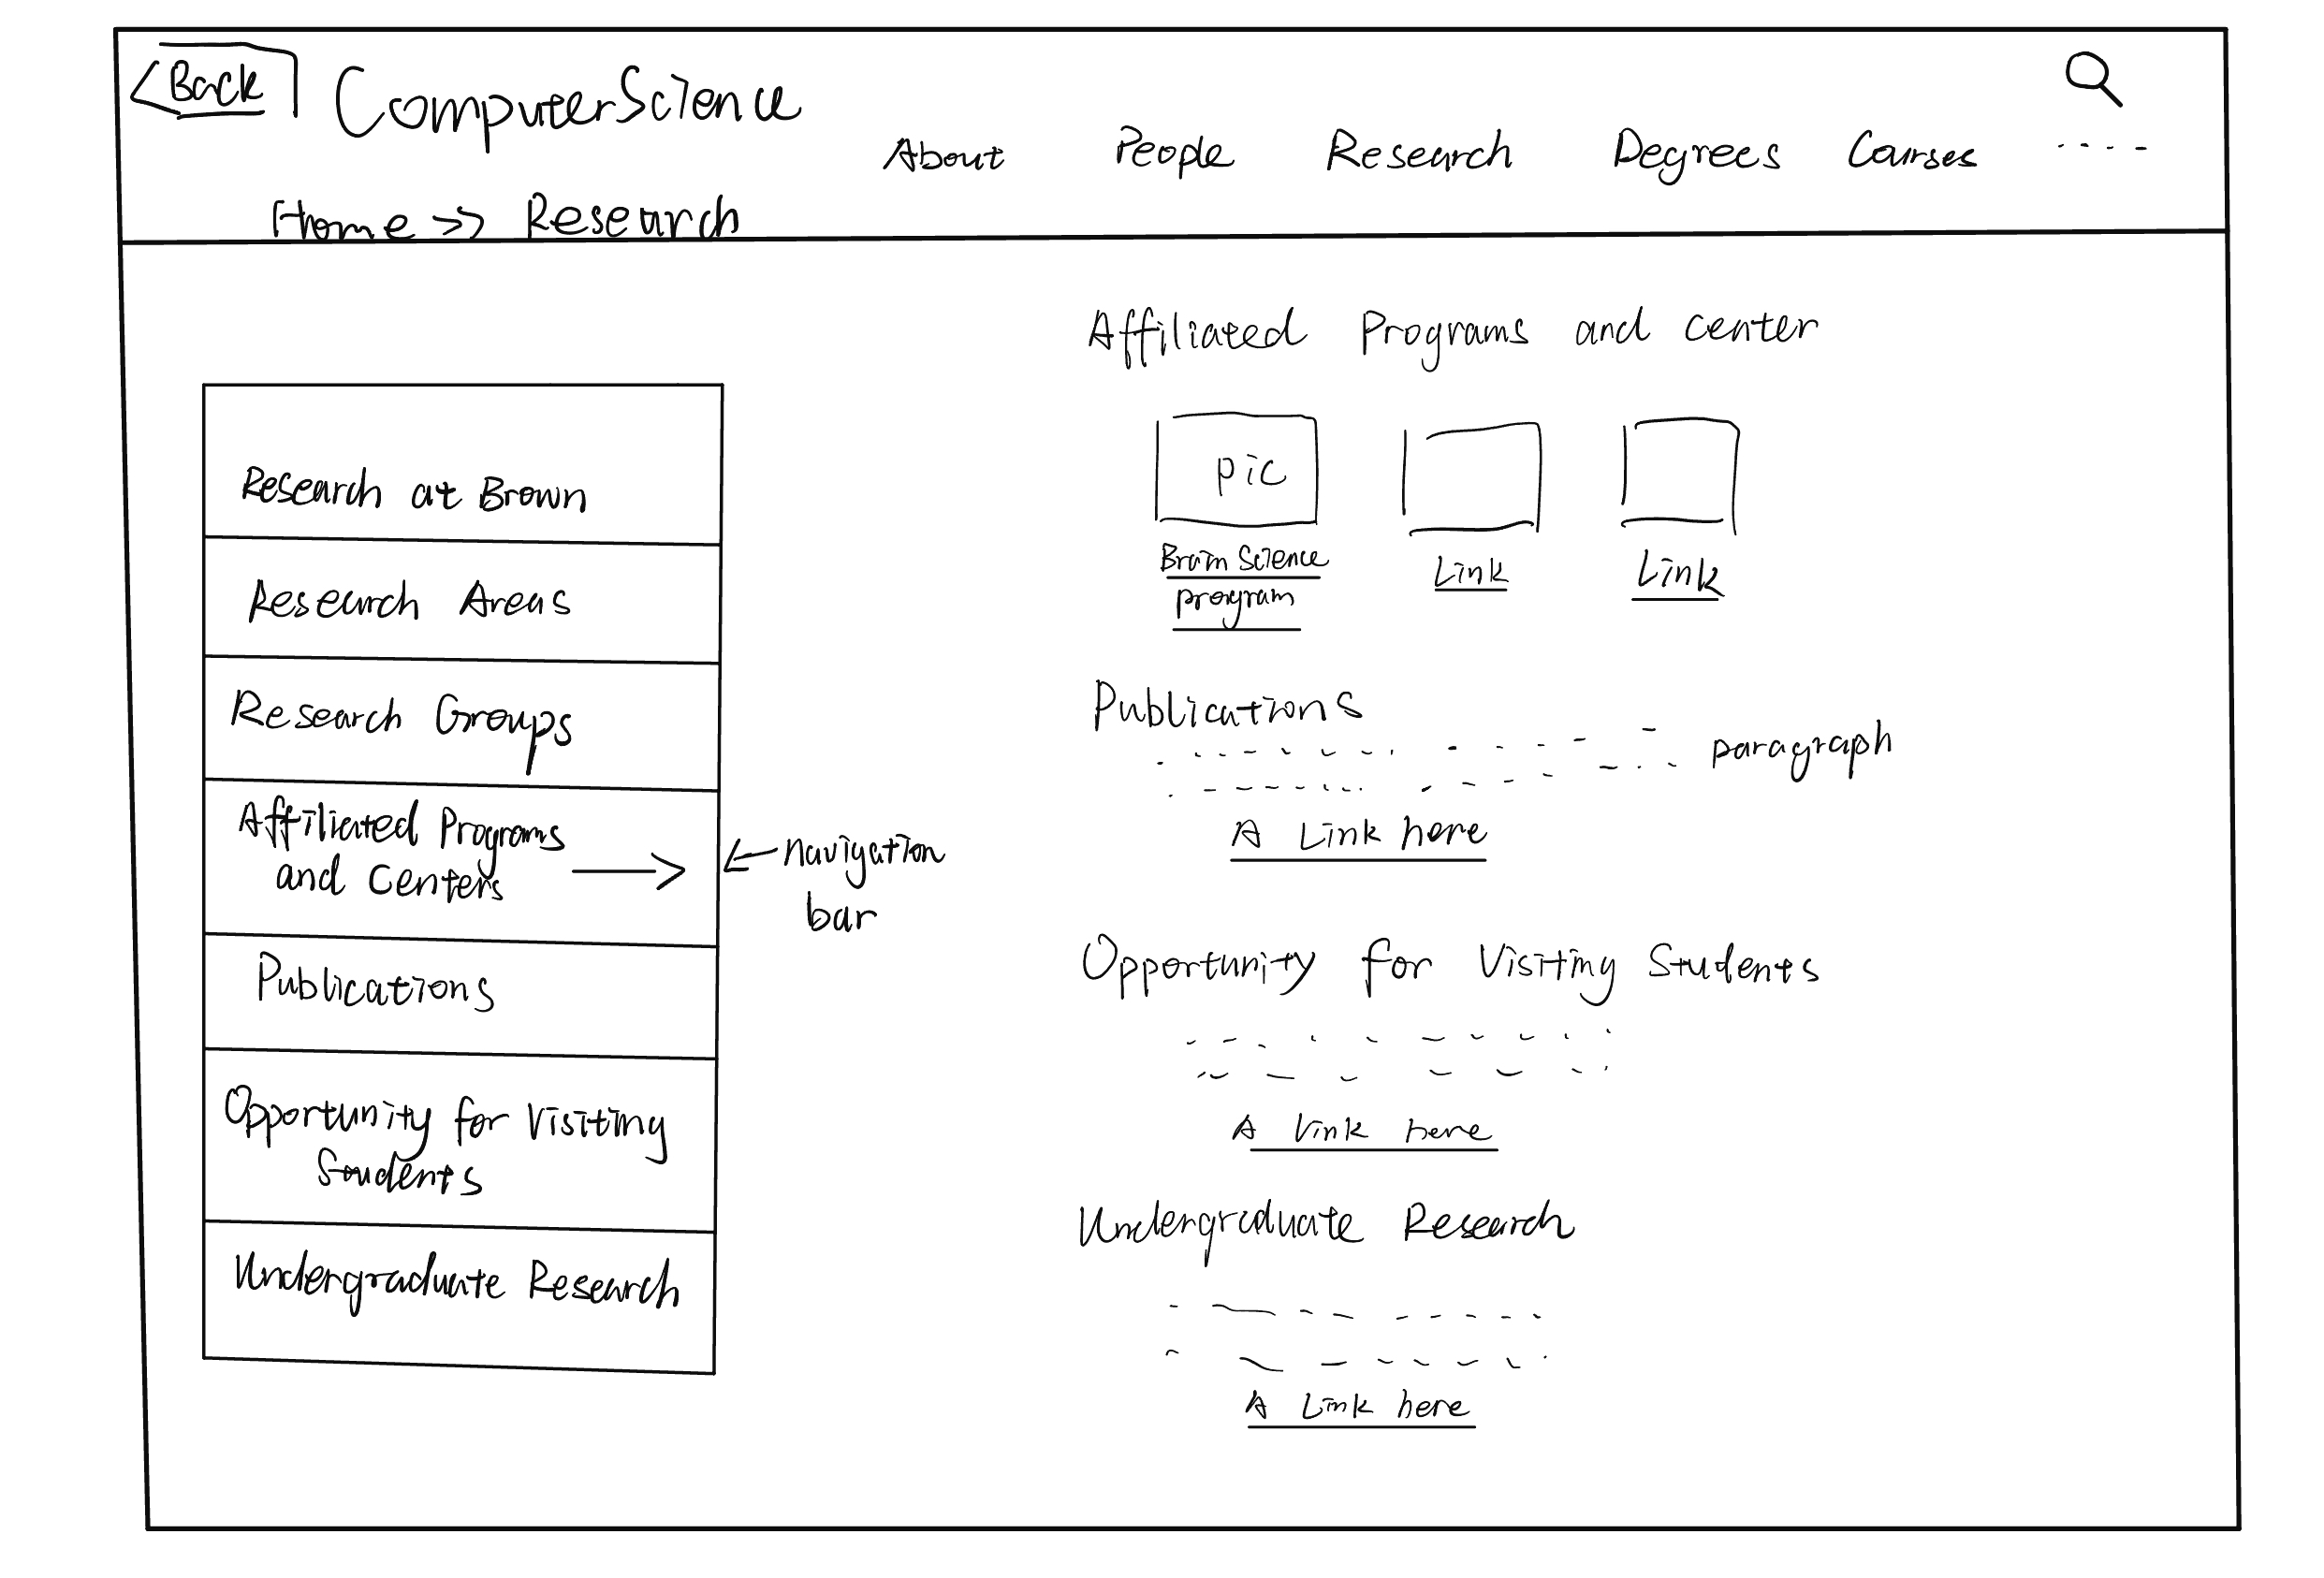 Back
ComputerScience
About People Research Degrees Courses
Home >> Research
Research at Brown
Research Areas
Research Groups
Affiliated Programs
and Centers
Publications
Opportunity for Visiting
Students
Undergraduate Research
navigation
bar
Affiliated Programs and center
pic
Brain Science
program
Link
Link
Publications
paragraph
A Link here
Opportunity for Visiting Students
A link here
Undergraduate Research
A Link here